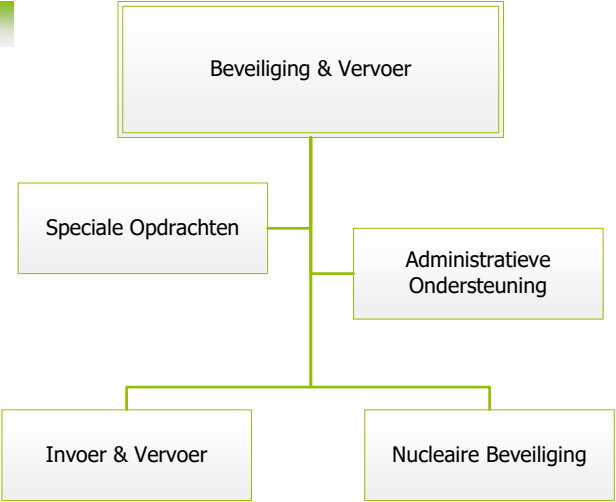 Beveiliging & Vervoer
Speciale Opdrachten
Administratieve
Ondersteuning
Invoer & Vervoer
Nucleaire Beveiliging